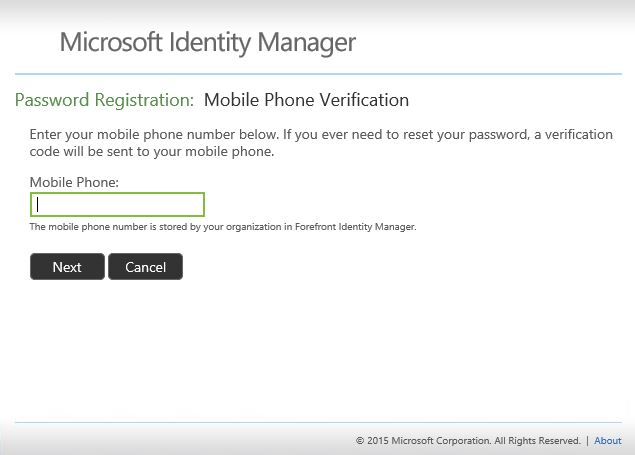 Microsoft Identity Manager
Password Registration: Mobile Phone Verification
Enter your mobile phone number below. If you ever need to reset your password, a verification
code will be sent to your mobile phone.
Mobile Phone:
The mobile phone number is stored by your organization in Forefront Identity Manager.
Next Cancel
© 2015 Microsoft Corporation. All Rights Reserved. | About